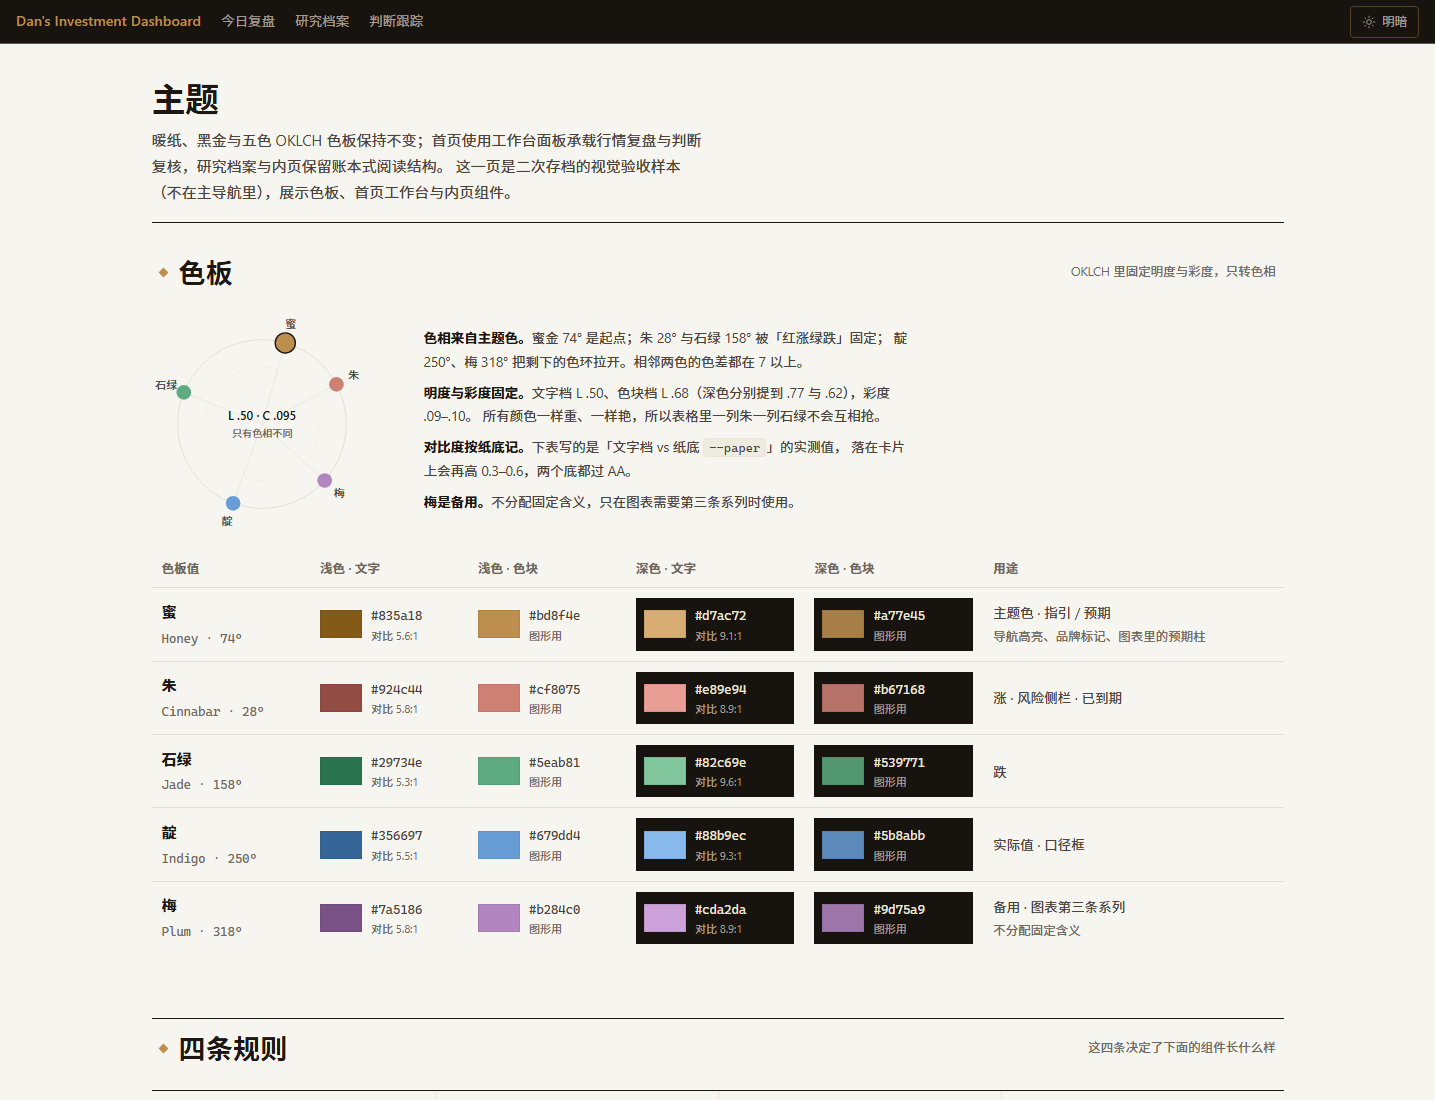 Dan's Investment Dashboard 今日复盘 研究档案 判断跟踪 明暗
主题
暖纸、黑金与五色 OKLCH 色板保持不变；首页使用工作台面板承载行情复盘与判断
复核，研究档案与内页保留账本式阅读结构。 这一页是二次存档的视觉验收样本
（不在主导航里），展示色板、首页工作台与内页组件。
色板
OKLCH 里固定明度与彩度，只转色相
蜜
朱
石绿
L .50 · C .095
只有色相不同
梅
靛
色相来自主题色。蜜金 74° 是起点；朱 28° 与石绿 158° 被「红涨绿跌」固定； 靛
250°、梅 318° 把剩下的色环拉开。相邻两色的色差都在 7 以上。
明度与彩度固定。文字档 L .50、色块档 L .68（深色分别提到 .77 与 .62），彩度
.09–.10。 所有颜色一样重、一样艳，所以表格里一列朱一列石绿不会互相抢。
对比度按纸底记。下表写的是「文字档 vs 纸底 --paper」的实测值， 落在卡片
上会再高 0.3–0.6，两个底都过 AA。
梅是备用。不分配固定含义，只在图表需要第三条系列时使用。
色板值 浅色 · 文字 浅色 · 色块 深色 · 文字 深色 · 色块 用途
蜜 #835a18 #bd8f4e #d7ac72 #a77e45 主题色 · 指引 / 预期
Honey · 74° 对比 5.6:1 图形用 对比 9.1:1 图形用 导航高亮、品牌标记、图表里的预期柱
朱 #924c44 #cf8075 #e89e94 #b67168 涨 · 风险侧栏 · 已到期
Cinnabar · 28° 对比 5.8:1 图形用 对比 8.9:1 图形用
石绿 #29734e #5eab81 #82c69e #539771 跌
Jade · 158° 对比 5.3:1 图形用 对比 9.6:1 图形用
靛 #356697 #679dd4 #88b9ec #5b8abb 实际值 · 口径框
Indigo · 250° 对比 5.5:1 图形用 对比 9.3:1 图形用
梅 #7a5186 #b284c0 #cda2da #9d75a9 备用 · 图表第三条系列
Plum · 318° 对比 5.8:1 图形用 对比 8.9:1 图形用 不分配固定含义
四条规则
这四条决定了下面的组件长什么样